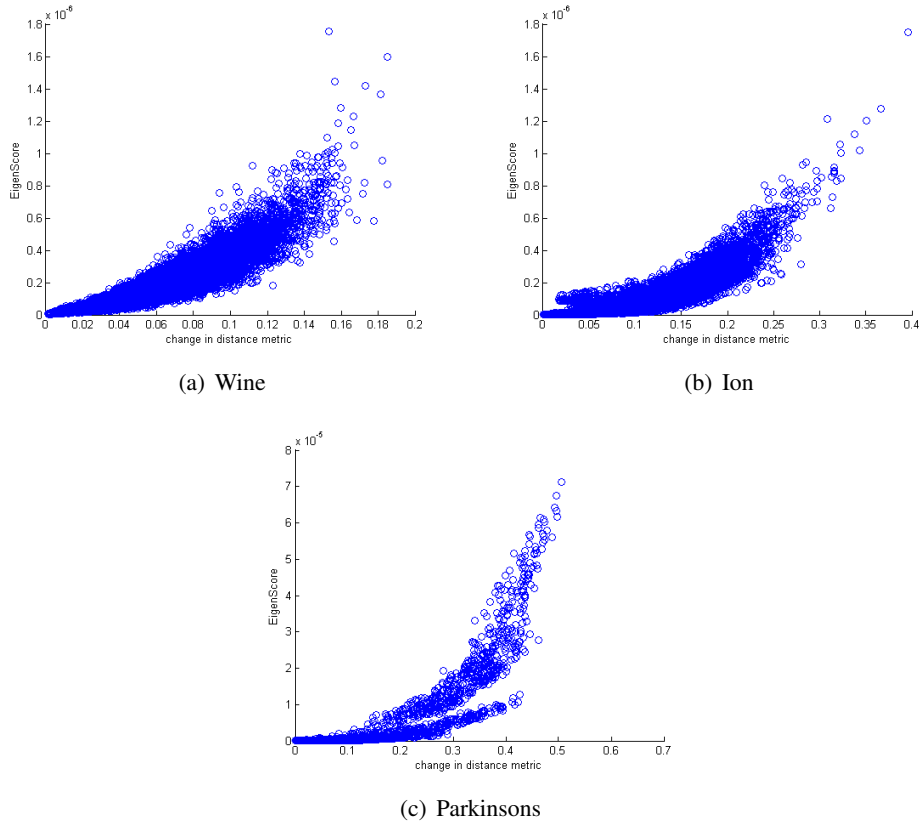 x 10^-6
1.8
1.6
1.4
1.2
1
0.8
0.6
0.4
0.2
0
EigenScore
0.02 0.04 0.06 0.08 0.1 0.12 0.14 0.16 0.18 0.2
change in distance metric
(a) Wine
x 10^-6
1.8
1.6
1.4
1.2
1
0.8
0.6
0.4
0.2
0
EigenScore
0 0.05 0.1 0.15 0.2 0.25 0.3 0.35 0.4
change in distance metric
(b) Ion
x 10^-5
8
7
6
5
4
3
2
1
0
EigenScore
0 0.1 0.2 0.3 0.4 0.5 0.6 0.7
change in distance metric
(c) Parkinsons